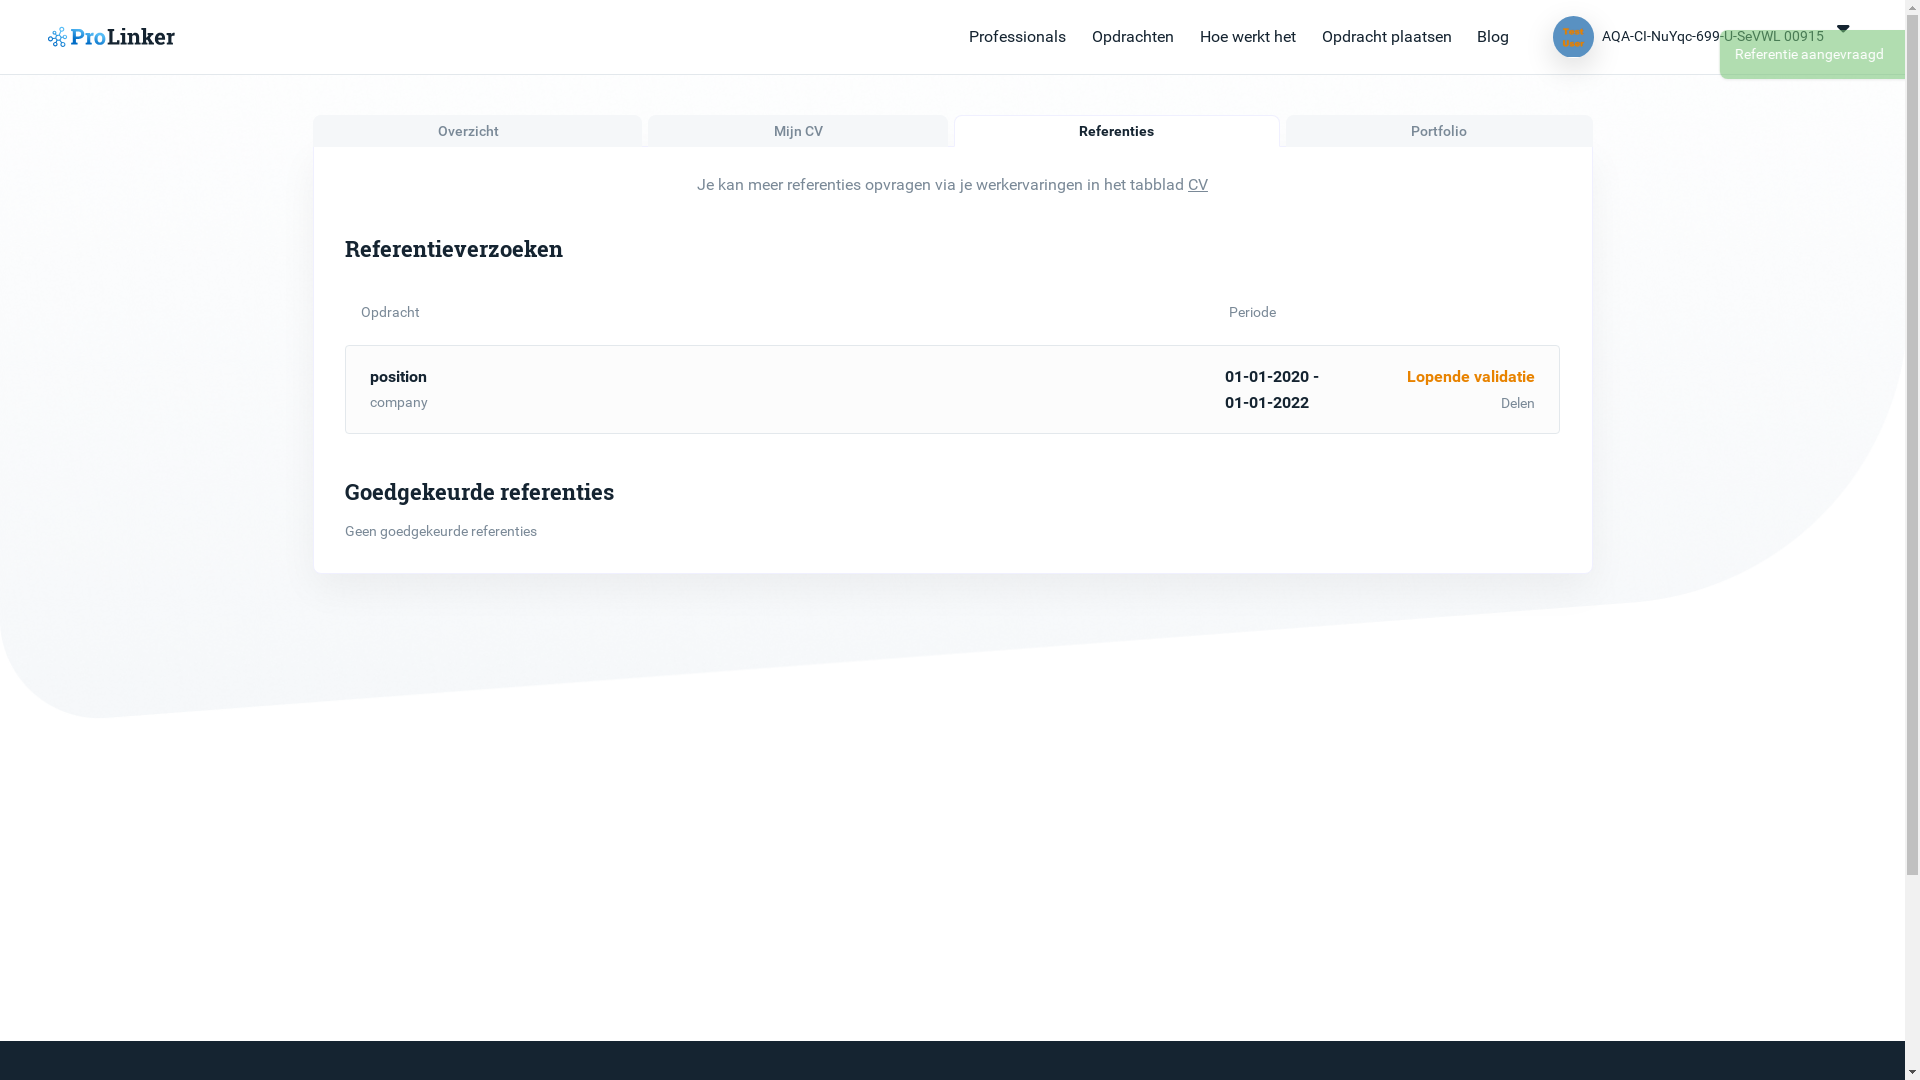 ProLinker
Professionals
Opdrachten
Hoe werkt het
Opdracht plaatsen
Blog
Test
User
AQA-CI-NuYqc-699-U-SeVWL 00915
Referentie aangevraagd
Overzicht
Mijn CV
Referenties
Portfolio
Je kan meer referenties opvragen via je werkervaringen in het tabblad CV
Referentieverzoeken
Opdracht
Periode
position
company
01-01-2020 -
01-01-2022
Lopende validatie
Delen
Goedgekeurde referenties
Geen goedgekeurde referenties